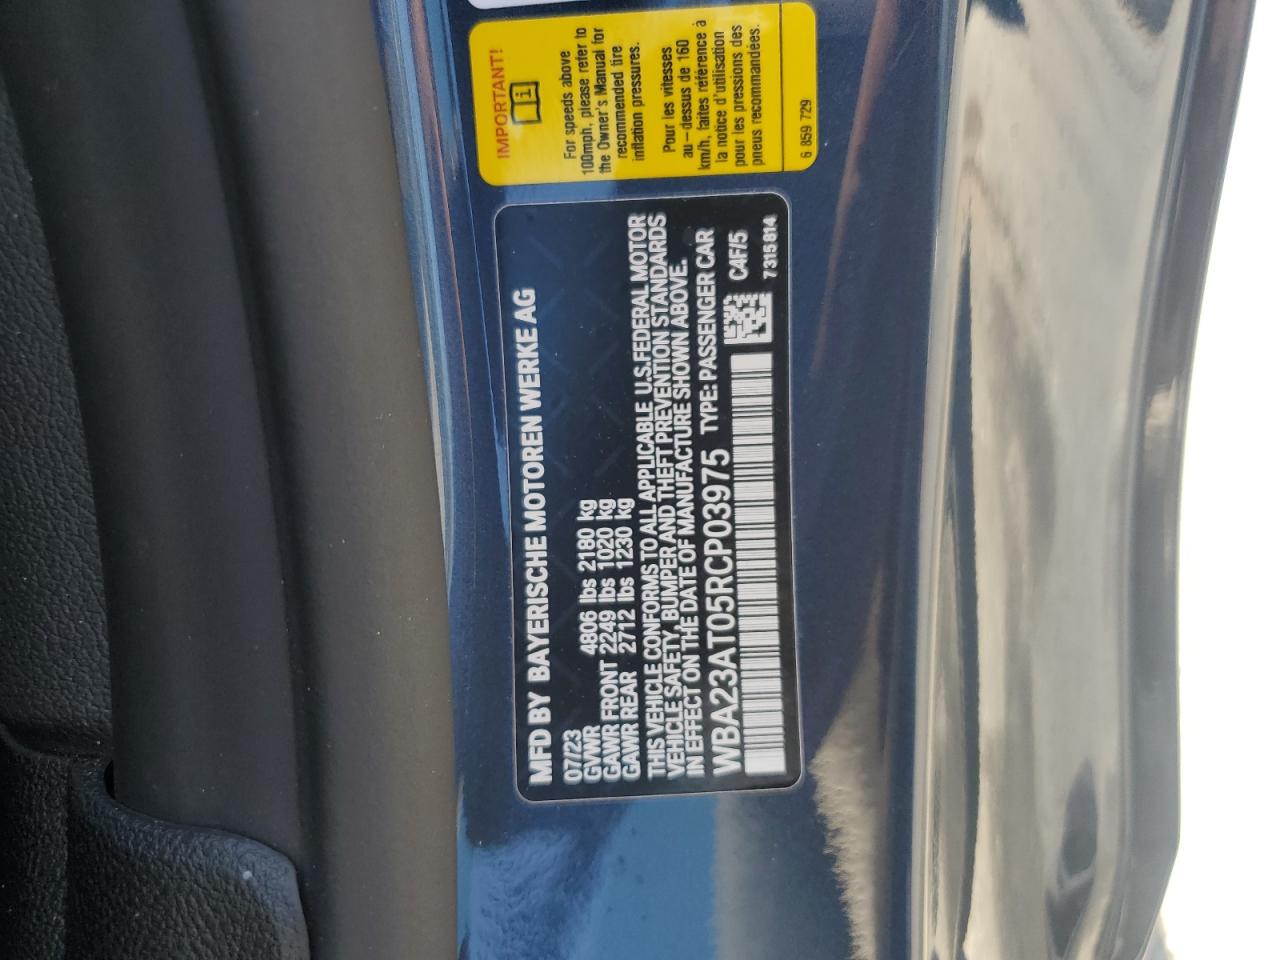 MFD BY BAYERISCHE MOTOREN WERKE AG
07/23
GVWR 4806 lbs 2180 kg
GAWR FRONT 2249 lbs 1020 kg
GAWR REAR 2712 lbs 1230 kg
THIS VEHICLE CONFORMS TO ALL APPLICABLE U.S.FEDERAL MOTOR
VEHICLE SAFETY, BUMPER AND THEFT PREVENTION STANDARDS
IN EFFECT ON THE DATE OF MANUFACTURE SHOWN ABOVE.
WBA23AT05RCP03975 TYPE: PASSENGER CAR
C4F/5
7315814
IMPORTANT!
i
For speeds above
100mph, please refer to
the Owner's Manual for
recommended tire
inflation pressures.
Pour les vitesses
au-dessus de 160
km/h, faites référence à
la notice d'utilisation
pour les pressions des
pneus recommandées.
6 859 729